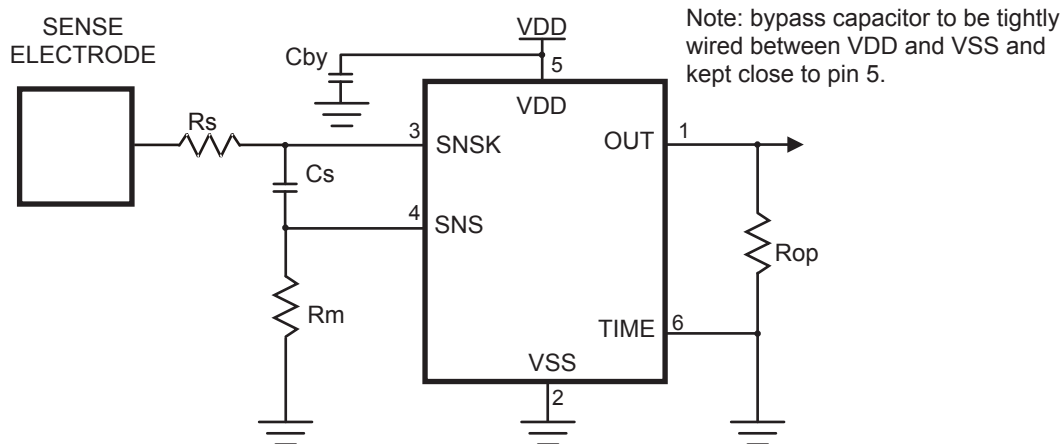 SENSE
ELECTRODE
Rs
Cs
Rm
Cby
VDD
5
VDD
3
SNSK
4
SNS
OUT
1
TIME
6
VSS
2
Rop
Note: bypass capacitor to be tightly
wired between VDD and VSS and
kept close to pin 5.